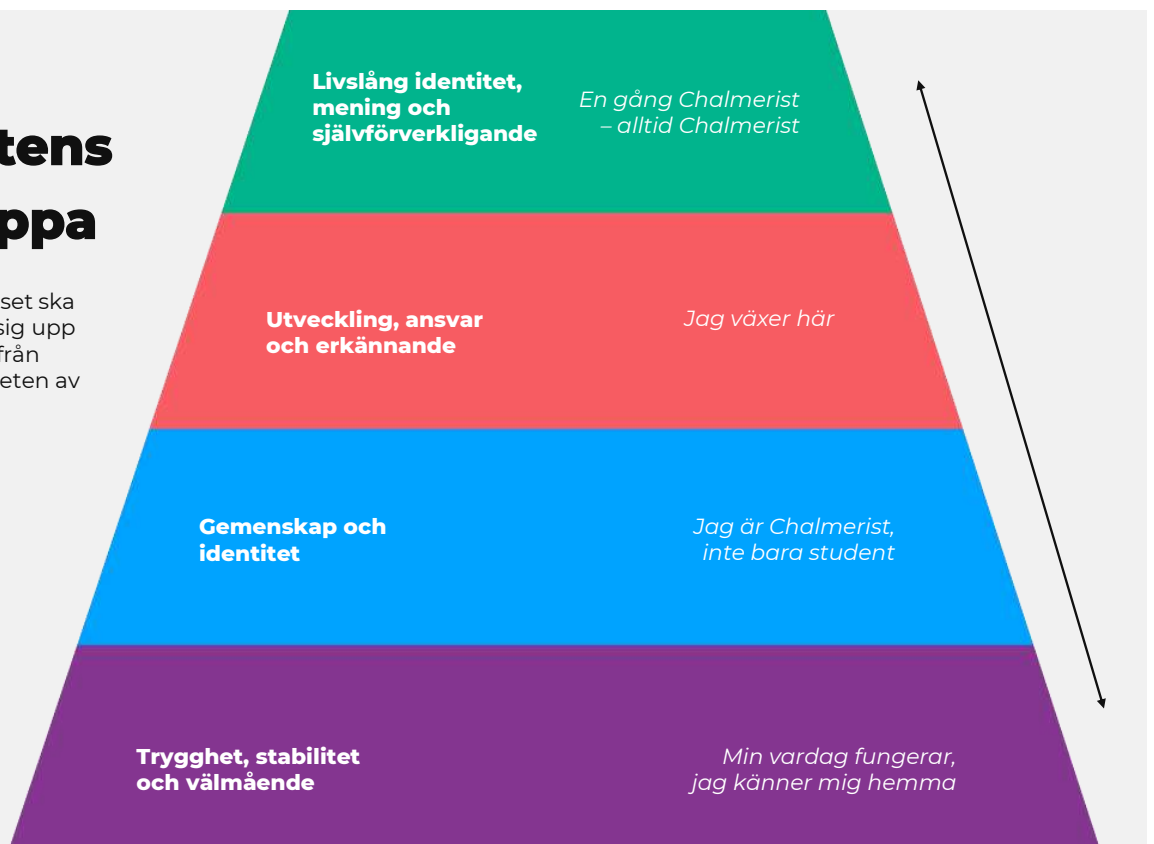 tens
ppa
set ska
sig upp
från
eten av
Livslång identitet,
mening och
självförverkligande
En gång Chalmerist
– alltid Chalmerist
Utveckling, ansvar
och erkännande
Jag växer här
Gemenskap och
identitet
Jag är Chalmerist,
inte bara student
Trygghet, stabilitet
och välmående
Min vardag fungerar,
jag känner mig hemma